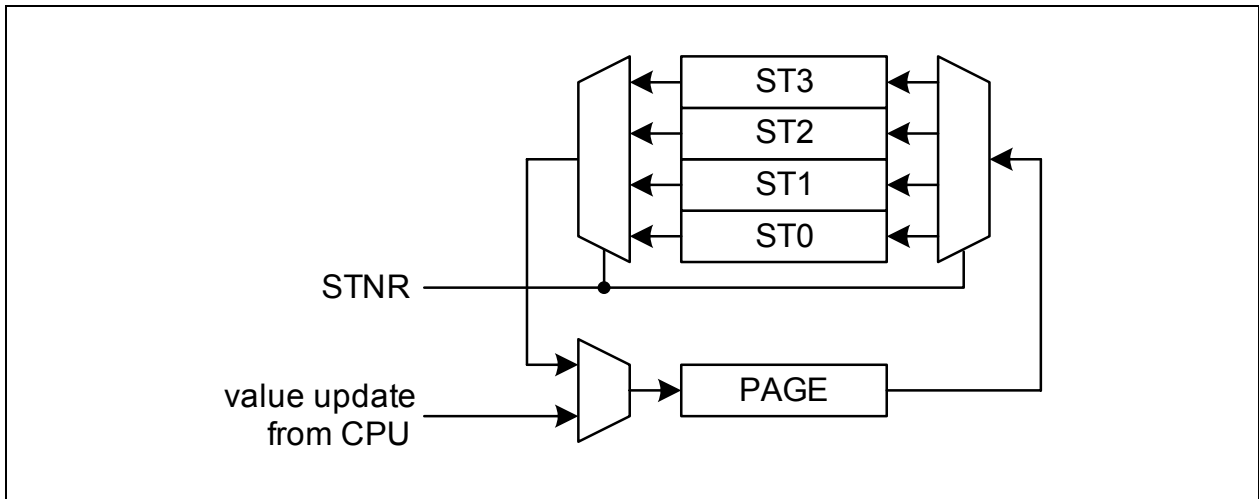 ST3
ST2
ST1
ST0
STNR
value update
from CPU
PAGE